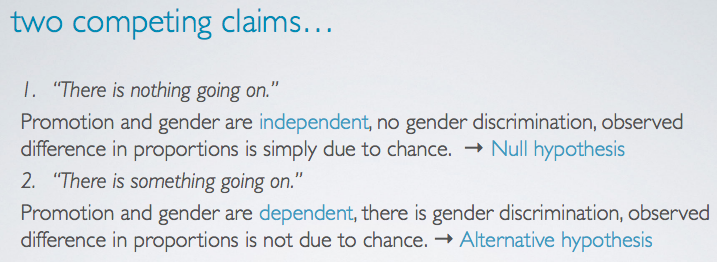 two competing claims...
1. “There is nothing going on.”
Promotion and gender are independent, no gender discrimination, observed
difference in proportions is simply due to chance. → Null hypothesis
2. “There is something going on.”
Promotion and gender are dependent, there is gender discrimination, observed
difference in proportions is not due to chance. → Alternative hypothesis